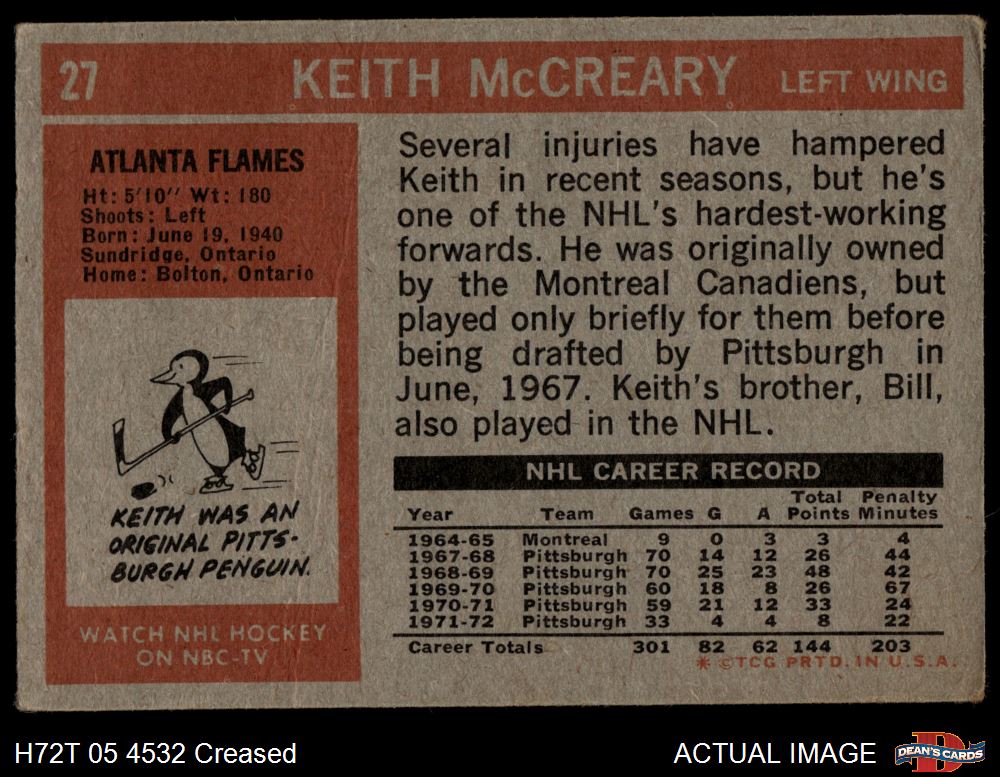 27 KEITH McCREARY LEFT WING
ATLANTA FLAMES
Ht: 5'10" Wt: 180
Shoots: Left
Born: June 19, 1940
Sundridge, Ontario
Home: Bolton, Ontario
KEITH WAS AN
ORIGINAL PITTS-
BURGH PENGUIN.
WATCH NHL HOCKEY
ON NBC-TV
Several injuries have hampered
Keith in recent seasons, but he's
one of the NHL's hardest-working
forwards. He was originally owned
by the Montreal Canadiens, but
played only briefly for them before
being drafted by Pittsburgh in
June, 1967. Keith's brother, Bill,
also played in the NHL.
NHL CAREER RECORD
Total Penalty
Year Team Games G A Points Minutes
1964-65 Montreal 9 0 3 3 4
1967-68 Pittsburgh 70 14 12 26 44
1968-69 Pittsburgh 70 25 23 48 42
1969-70 Pittsburgh 60 18 8 26 67
1970-71 Pittsburgh 59 21 12 33 24
1971-72 Pittsburgh 33 4 4 8 22
Career Totals 301 82 62 144 203
* ©TCG PRTD. IN U.S.A.
H72T 05 4532 Creased
ACTUAL IMAGE
DEAN'S CARDS